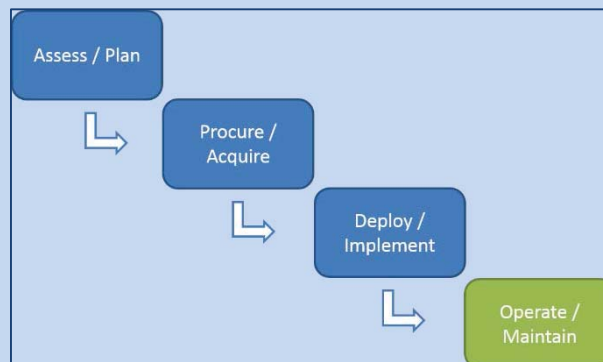 Assess / Plan
Procure /
Acquire
Deploy /
Implement
Operate /
Maintain